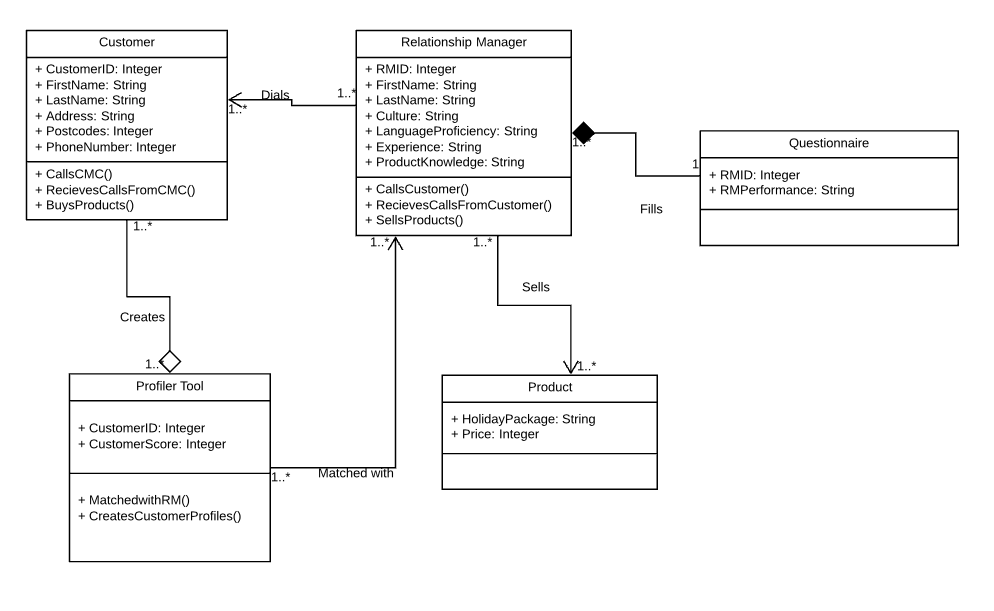 Customer
+ CustomerID: Integer
+ FirstName: String
+ LastName: String
+ Address: String
+ Postcodes: Integer
+ PhoneNumber: Integer
+ CallsCMC()
+ RecievesCallsFromCMC()
+ BuysProducts()
1..*
Dials
1..*
Relationship Manager
+ RMID: Integer
+ FirstName: String
+ LastName: String
+ Culture: String
+ LanguageProficiency: String
+ Experience: String
+ ProductKnowledge: String
+ CallsCustomer()
+ RecievesCallsFromCustomer()
+ SellsProducts()
1..*
1
Fills
Questionnaire
+ RMID: Integer
+ RMPerformance: String
1..*
Creates
1..*
1..*
1..*
Sells
1..*
Profiler Tool
+ CustomerID: Integer
+ CustomerScore: Integer
+ MatchedwithRM()
+ CreatesCustomerProfiles()
1..*
Matched with
Product
+ HolidayPackage: String
+ Price: Integer